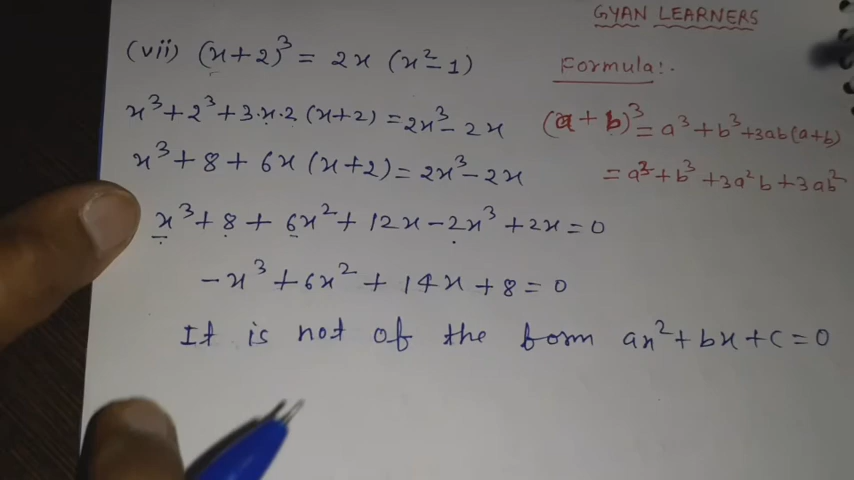 GYAN LEARNERS
(vii) (x+2)³ = 2x (x²-1)
Formula:-
x³ + 2³ + 3·x·2 (x+2) = 2x³ - 2x
(a + b)³ = a³ + b³ + 3ab(a+b)
x³ + 8 + 6x (x+2) = 2x³ - 2x
= a³ + b³ + 3a²b + 3ab²
x³ + 8 + 6x² + 12x - 2x³ + 2x = 0
-x³ + 6x² + 14x + 8 = 0
It is not of the form ax² + bx + c = 0